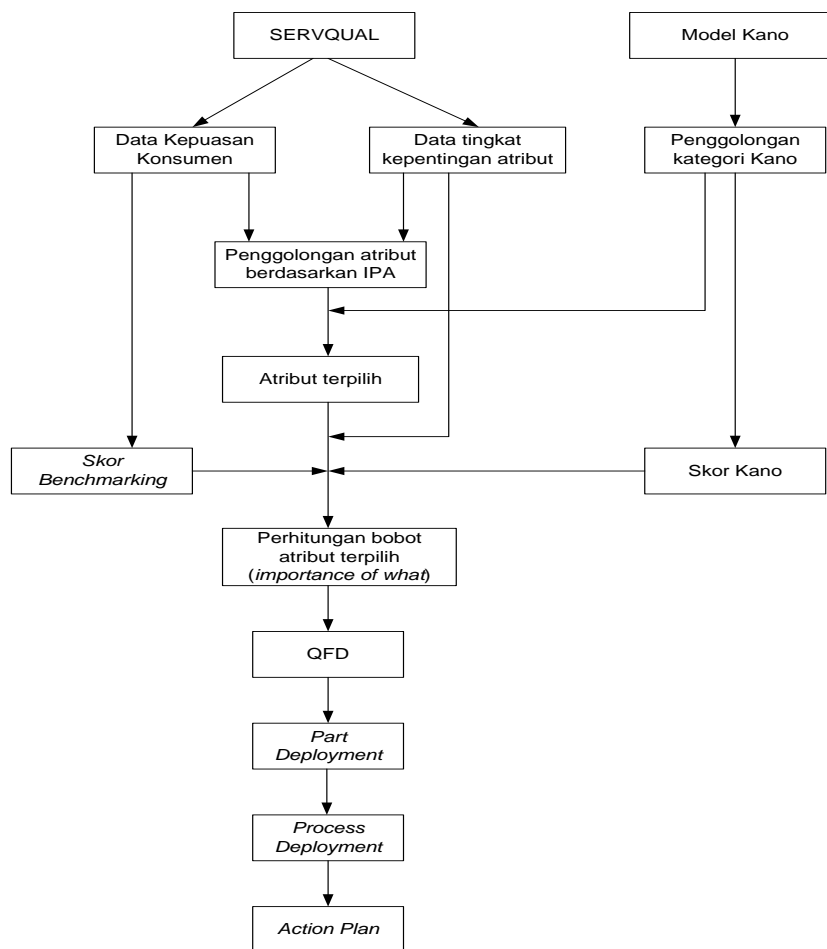 SERVQUAL
Model Kano
Data Kepuasan
Konsumen
Data tingkat
kepentingan atribut
Penggolongan
kategori Kano
Penggolongan atribut
berdasarkan IPA
Atribut terpilih
Skor
Benchmarking
Skor Kano
Perhitungan bobot
atribut terpilih
(importance of what)
QFD
Part
Deployment
Process
Deployment
Action Plan